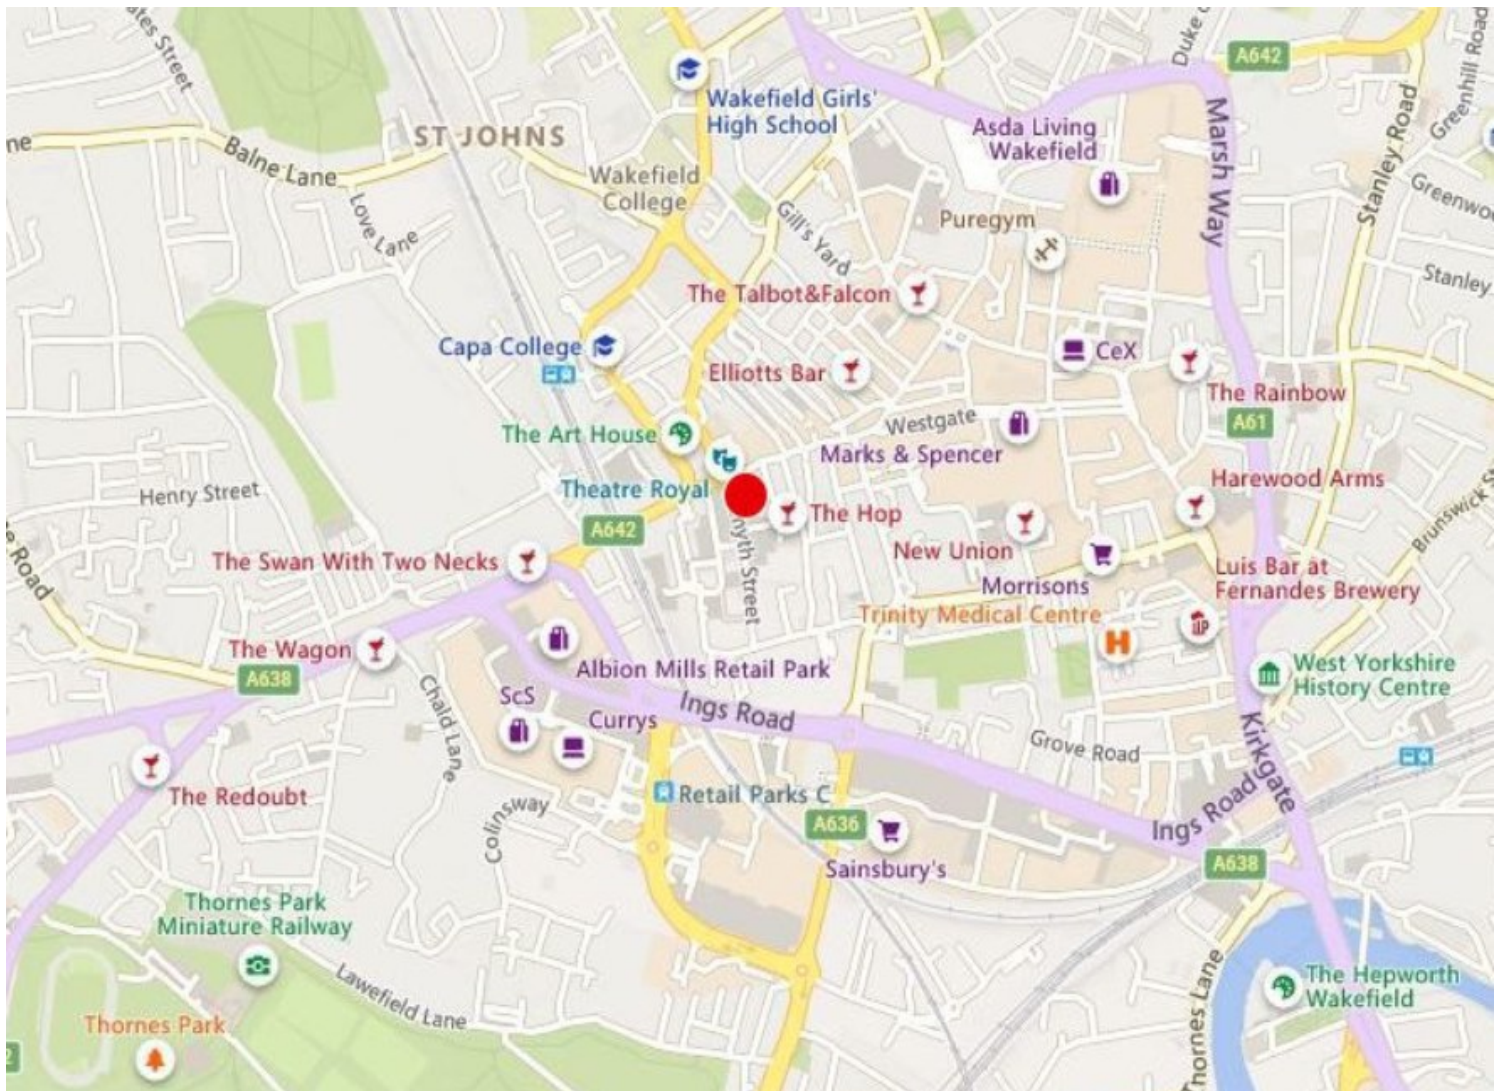 Duke
A642
Wakefield Girls'
High School
Marsh Way
Stanley Road
Greenhill Road
Asda Living
Wakefield
ST JOHNS
Balne Lane
Wakefield
College
Love Lane
Gill's Yard
Puregym
Stanley
The Talbot&Falcon
Capa College
CeX
Elliotts Bar
The Rainbow
A61
Westgate
The Art House
Marks & Spencer
Henry Street
Theatre Royal
Harewood Arms
The Hop
A642
New Union
Brunswick
The Swan With Two Necks
Morrisons
Luis Bar at
Fernandes Brewery
Trinity Medical Centre
Street
Road
The Wagon
Albion Mills Retail Park
West Yorkshire
History Centre
A638
ScS
Chald Lane
Ings Road
Currys
Grove Road
Kirkgate
The Redoubt
Retail Parks C
Colinsway
A636
Ings Road
Sainsbury's
A638
Thornes Park
Miniature Railway
Lawefield Lane
Thornes Lane
The Hepworth
Wakefield
Thornes Park